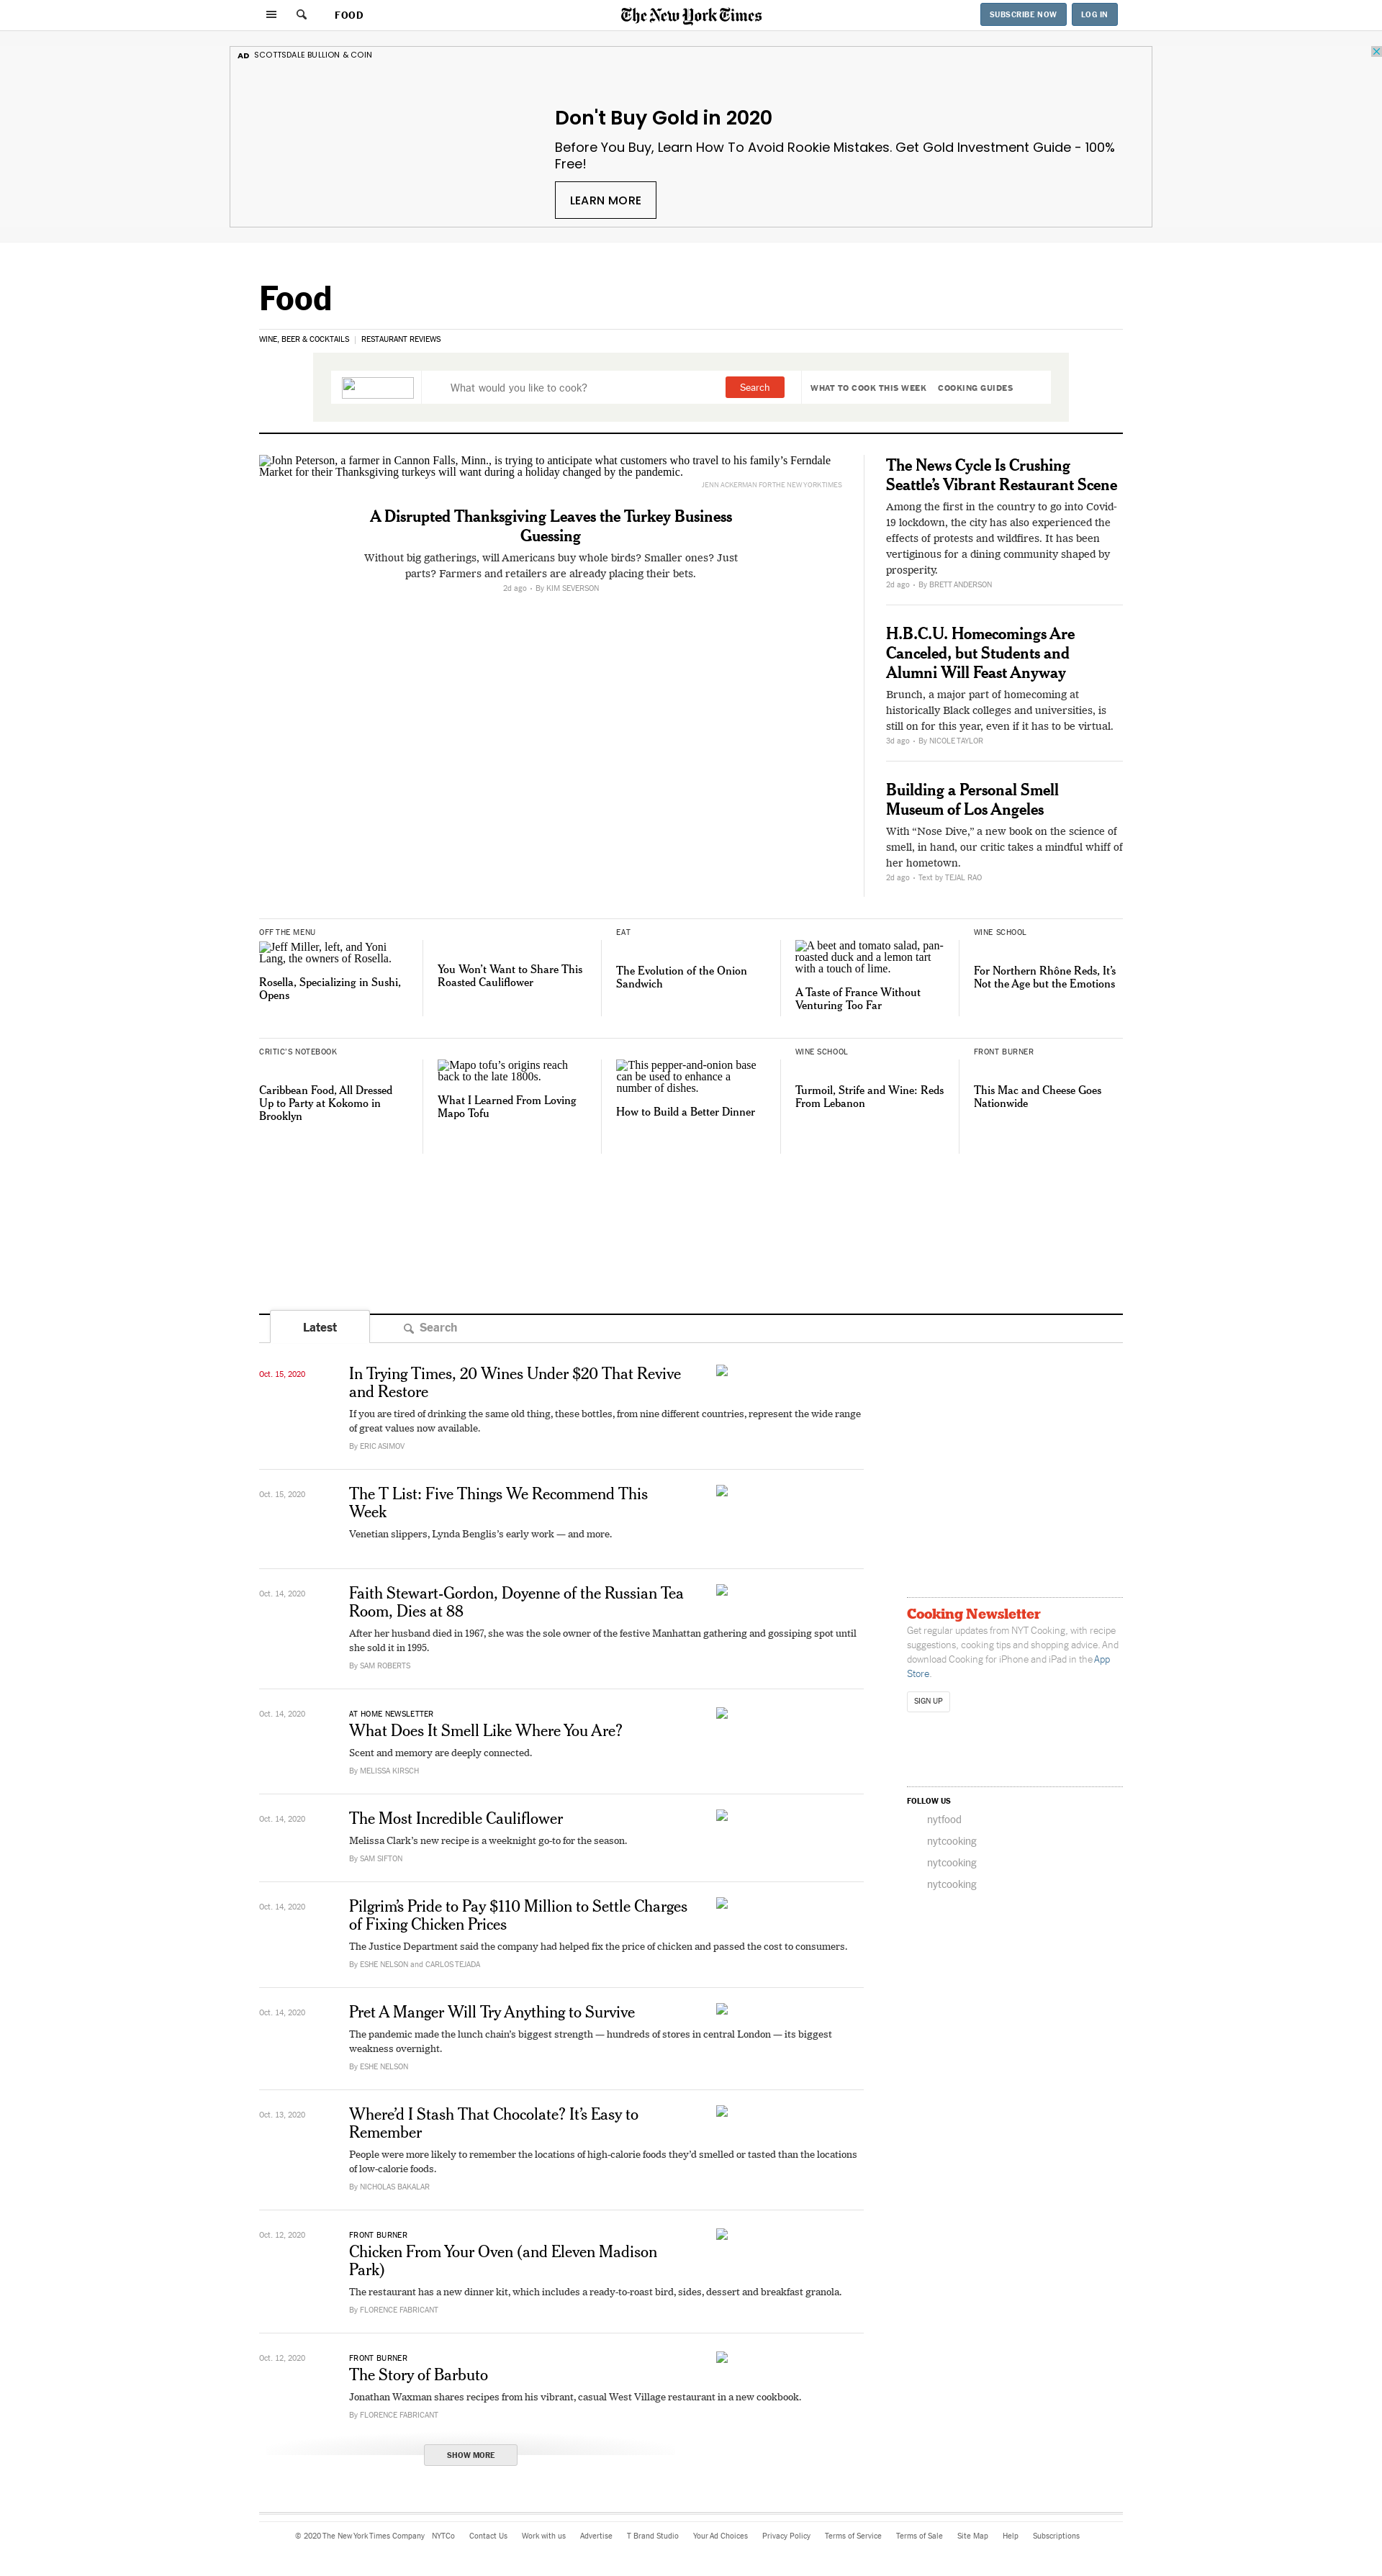 FOOD
The New York Times
SUBSCRIBE NOW
LOG IN
AD SCOTTSDALE BULLION & COIN
Don't Buy Gold in 2020
Before You Buy, Learn How To Avoid Rookie Mistakes. Get Gold Investment Guide - 100%
Free!
LEARN MORE
Food
WINE, BEER & COCKTAILS | RESTAURANT REVIEWS
What would you like to cook?
Search
WHAT TO COOK THIS WEEK
COOKING GUIDES
John Peterson, a farmer in Cannon Falls, Minn., is trying to anticipate what customers who travel to his family’s Ferndale
Market for their Thanksgiving turkeys will want during a holiday changed by the pandemic.
JENN ACKERMAN FOR THE NEW YORK TIMES
A Disrupted Thanksgiving Leaves the Turkey Business
Guessing
Without big gatherings, will Americans buy whole birds? Smaller ones? Just
parts? Farmers and retailers are already placing their bets.
2d ago - By KIM SEVERSON
The News Cycle Is Crushing
Seattle’s Vibrant Restaurant Scene
Among the first in the country to go into Covid-
19 lockdown, the city has also experienced the
effects of protests and wildfires. It has been
vertiginous for a dining community shaped by
prosperity.
2d ago - By BRETT ANDERSON
H.B.C.U. Homecomings Are
Canceled, but Students and
Alumni Will Feast Anyway
Brunch, a major part of homecoming at
historically Black colleges and universities, is
still on for this year, even if it has to be virtual.
3d ago - By NICOLE TAYLOR
Building a Personal Smell
Museum of Los Angeles
With “Nose Dive,” a new book on the science of
smell, in hand, our critic takes a mindful whiff of
her hometown.
2d ago - Text by TEJAL RAO
OFF THE MENU
Jeff Miller, left, and Yoni
Lang, the owners of Rosella.
Rosella, Specializing in Sushi,
Opens
You Won’t Want to Share This
Roasted Cauliflower
EAT
The Evolution of the Onion
Sandwich
A beet and tomato salad, pan-
roasted duck and a lemon tart
with a touch of lime.
A Taste of France Without
Venturing Too Far
WINE SCHOOL
For Northern Rhône Reds, It’s
Not the Age but the Emotions
CRITIC’S NOTEBOOK
Caribbean Food, All Dressed
Up to Party at Kokomo in
Brooklyn
Mapo tofu’s origins reach
back to the late 1800s.
What I Learned From Loving
Mapo Tofu
This pepper-and-onion base
can be used to enhance a
number of dishes.
How to Build a Better Dinner
WINE SCHOOL
Turmoil, Strife and Wine: Reds
From Lebanon
FRONT BURNER
This Mac and Cheese Goes
Nationwide
Latest
Search
Oct. 15, 2020
In Trying Times, 20 Wines Under $20 That Revive
and Restore
If you are tired of drinking the same old thing, these bottles, from nine different countries, represent the wide range
of great values now available.
By ERIC ASIMOV
Oct. 15, 2020
The T List: Five Things We Recommend This
Week
Venetian slippers, Lynda Benglis’s early work — and more.
Oct. 14, 2020
Faith Stewart-Gordon, Doyenne of the Russian Tea
Room, Dies at 88
After her husband died in 1967, she was the sole owner of the festive Manhattan gathering and gossiping spot until
she sold it in 1995.
By SAM ROBERTS
Oct. 14, 2020
AT HOME NEWSLETTER
What Does It Smell Like Where You Are?
Scent and memory are deeply connected.
By MELISSA KIRSCH
Oct. 14, 2020
The Most Incredible Cauliflower
Melissa Clark’s new recipe is a weeknight go-to for the season.
By SAM SIFTON
Oct. 14, 2020
Pilgrim’s Pride to Pay $110 Million to Settle Charges
of Fixing Chicken Prices
The Justice Department said the company had helped fix the price of chicken and passed the cost to consumers.
By ESHE NELSON and CARLOS TEJADA
Oct. 14, 2020
Pret A Manger Will Try Anything to Survive
The pandemic made the lunch chain’s biggest strength — hundreds of stores in central London — its biggest
weakness overnight.
By ESHE NELSON
Oct. 13, 2020
Where’d I Stash That Chocolate? It’s Easy to
Remember
People were more likely to remember the locations of high-calorie foods they’d smelled or tasted than the locations
of low-calorie foods.
By NICHOLAS BAKALAR
Oct. 12, 2020
FRONT BURNER
Chicken From Your Oven (and Eleven Madison
Park)
The restaurant has a new dinner kit, which includes a ready-to-roast bird, sides, dessert and breakfast granola.
By FLORENCE FABRICANT
Oct. 12, 2020
FRONT BURNER
The Story of Barbuto
Jonathan Waxman shares recipes from his vibrant, casual West Village restaurant in a new cookbook.
By FLORENCE FABRICANT
SHOW MORE
Cooking Newsletter
Get regular updates from NYT Cooking, with recipe
suggestions, cooking tips and shopping advice. And
download Cooking for iPhone and iPad in the App
Store.
SIGN UP
FOLLOW US
nytfood
nytcooking
nytcooking
nytcooking
© 2020 The New York Times Company NYTCo Contact Us Work with us Advertise T Brand Studio Your Ad Choices Privacy Policy Terms of Service Terms of Sale Site Map Help Subscriptions